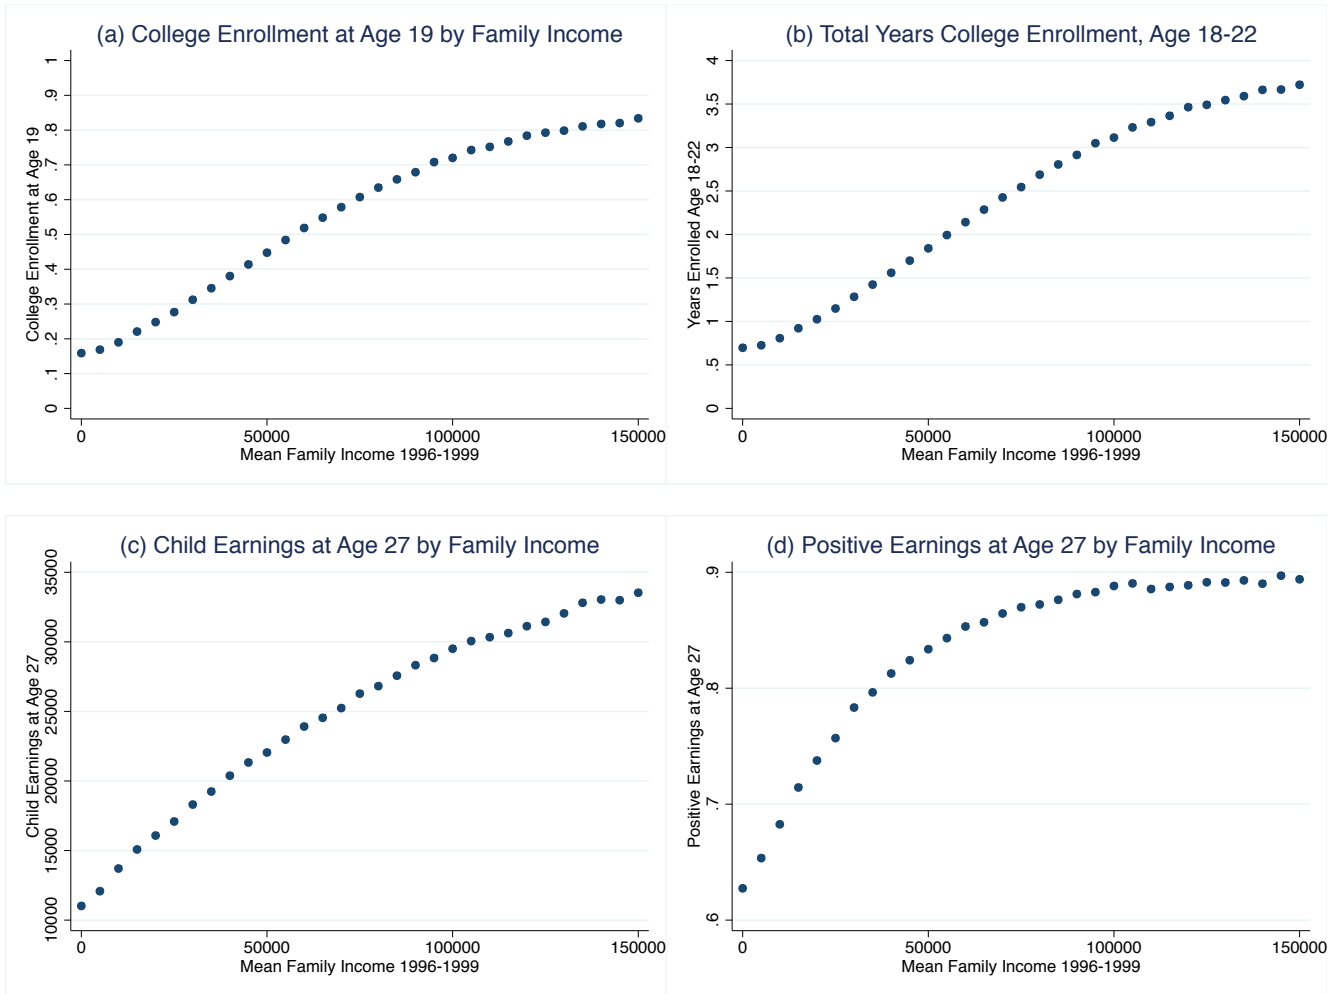 (a) College Enrollment at Age 19 by Family Income
College Enrollment at Age 19
1
.9
.8
.7
.6
.5
.4
.3
.2
.1
0
0 50000 100000 150000
Mean Family Income 1996-1999
(b) Total Years College Enrollment, Age 18-22
Years Enrolled Age 18-22
4
3.5
3
2.5
2
1.5
1
.5
0
0 50000 100000 150000
Mean Family Income 1996-1999
(c) Child Earnings at Age 27 by Family Income
Child Earnings at Age 27
35000
30000
25000
20000
15000
10000
0 50000 100000 150000
Mean Family Income 1996-1999
(d) Positive Earnings at Age 27 by Family Income
Positive Earnings at Age 27
.9
.8
.7
.6
0 50000 100000 150000
Mean Family Income 1996-1999